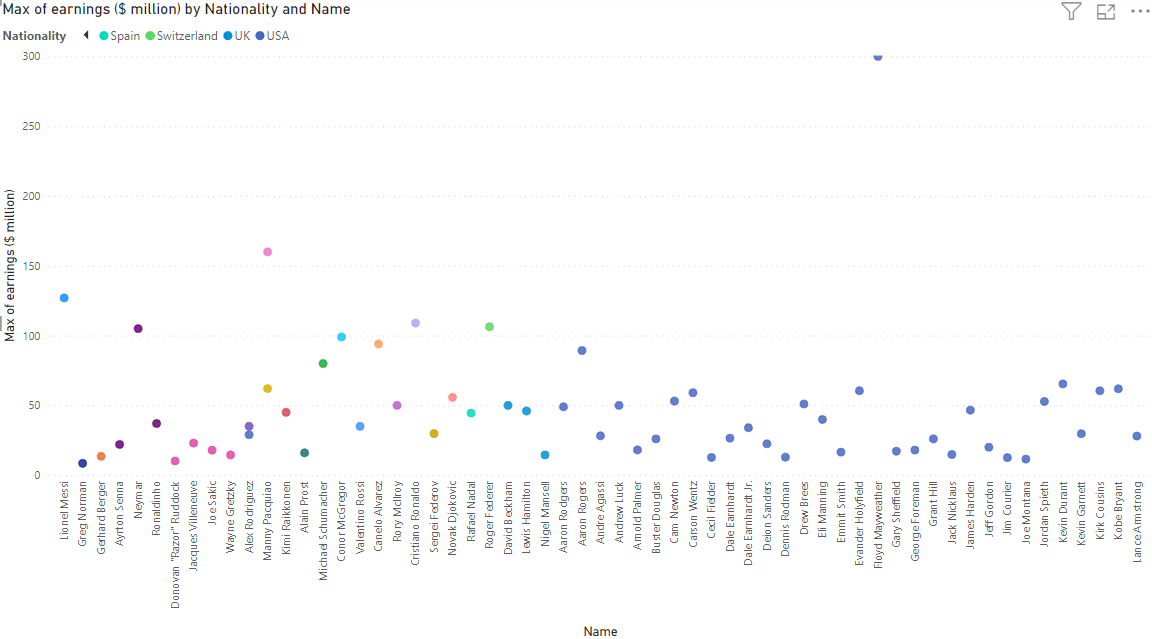 Max of earnings ($ million) by Nationality and Name
Nationality Spain Switzerland UK USA
300
250
200
150
100
50
0
Max of earnings ($ million)
Lionel Messi
Greg Norman
Gerhard Berger
Ayrton Senna
Neymar
Ronaldinho
Donovan "Razor" Ruddock
Jacques Villeneuve
Joe Sakic
Wayne Gretzky
Alex Rodriguez
Manny Pacquiao
Kimi Raikkonen
Alain Prost
Michael Schumacher
Conor McGregor
Valentino Rossi
Canelo Alvarez
Rory McIlroy
Cristiano Ronaldo
Sergei Federov
Novak Djokovic
Rafael Nadal
Roger Federer
David Beckham
Lewis Hamilton
Nigel Mansell
Aaron Rodgers
Aaron Rogers
Andre Agassi
Andrew Luck
Arnold Palmer
Buster Douglas
Cam Newton
Carson Wentz
Cecil Fielder
Dale Earnhardt
Dale Earnhardt Jr.
Deion Sanders
Dennis Rodman
Drew Brees
Eli Manning
Emmit Smith
Evander Holyfield
Floyd Mayweather
Gary Sheffield
George Foreman
Grant Hill
Jack Nicklaus
James Harden
Jeff Gordon
Jim Courier
Joe Montana
Jordan Spieth
Kevin Durant
Kevin Garnett
Kirk Cousins
Kobe Bryant
Lance Armstrong
Name